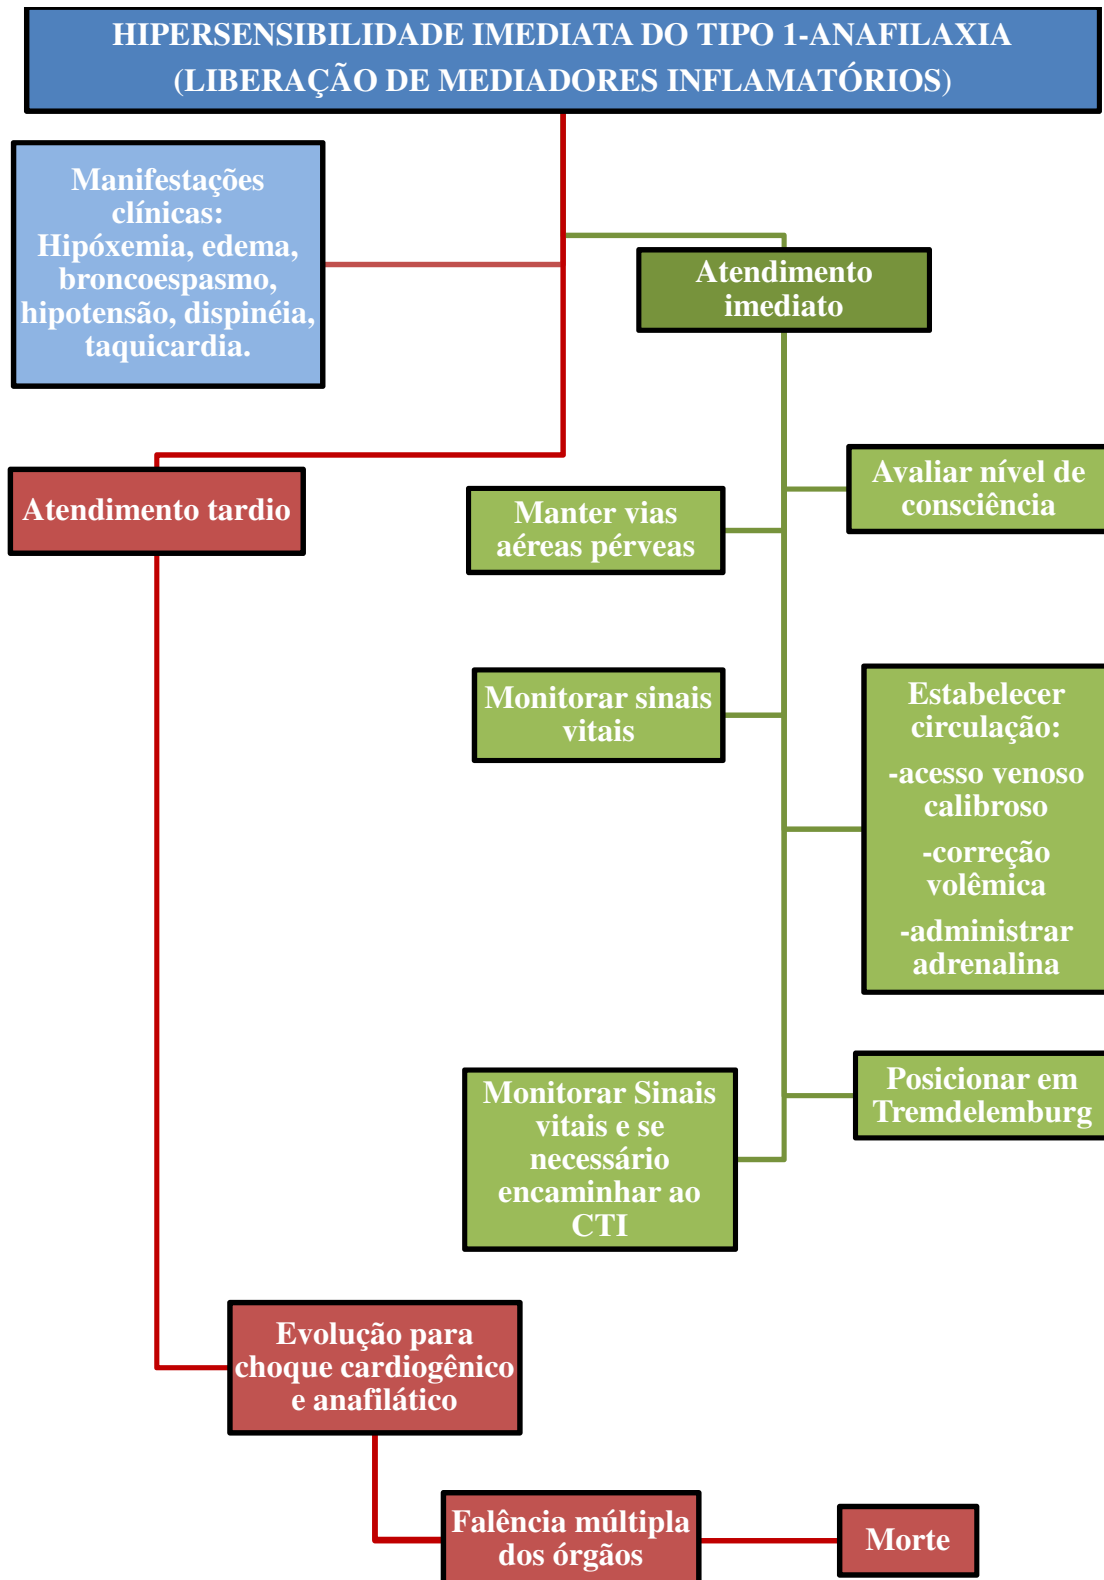 HIPERSENSIBILIDADE IMEDIATA DO TIPO 1-ANAFILAXIA
(LIBERAÇÃO DE MEDIADORES INFLAMATÓRIOS)
Manifestações
clínicas:
Hipóxemia, edema,
broncoespasmo,
hipotensão, dispinéia,
taquicardia.
Atendimento
imediato
Atendimento tardio
Avaliar nível de
consciência
Manter vias
aéreas pérveas
Monitorar sinais
vitais
Estabelecer
circulação:
-acesso venoso
calibroso
-correção
volêmica
-administrar
adrenalina
Posicionar em
Tremdelemburg
Monitorar Sinais
vitais e se
necessário
encaminhar ao
CTI
Evolução para
choque cardiogênico
e anafilático
Falência múltipla
dos órgãos
Morte